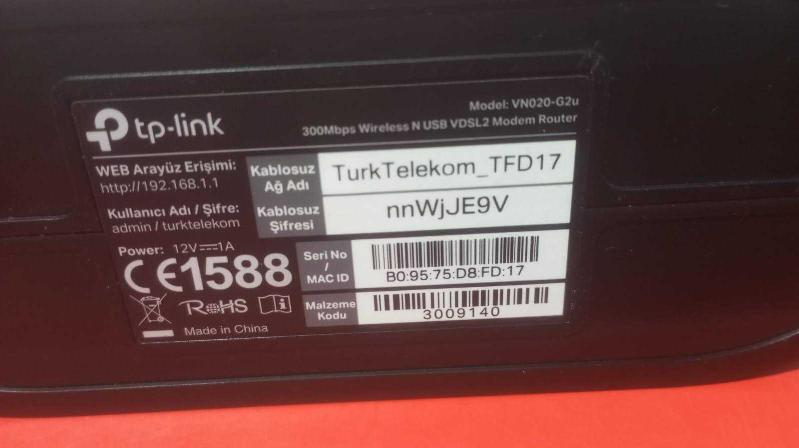 tp-link
Model: VN020-G2u
300Mbps Wireless N USB VDSL2 Modem Router
WEB Arayüz Erişimi:
http://192.168.1.1
Kablosuz Ağ Adı
TurkTelekom_TFD17
Kullanıcı Adı / Şifre:
admin / turktelekom
Kablosuz Şifresi
nnWjJE9V
Power: 12V⎓1A
CE1588
Seri No / MAC ID
B0:95:75:D8:FD:17
RoHS
Malzeme Kodu
3009140
Made in China